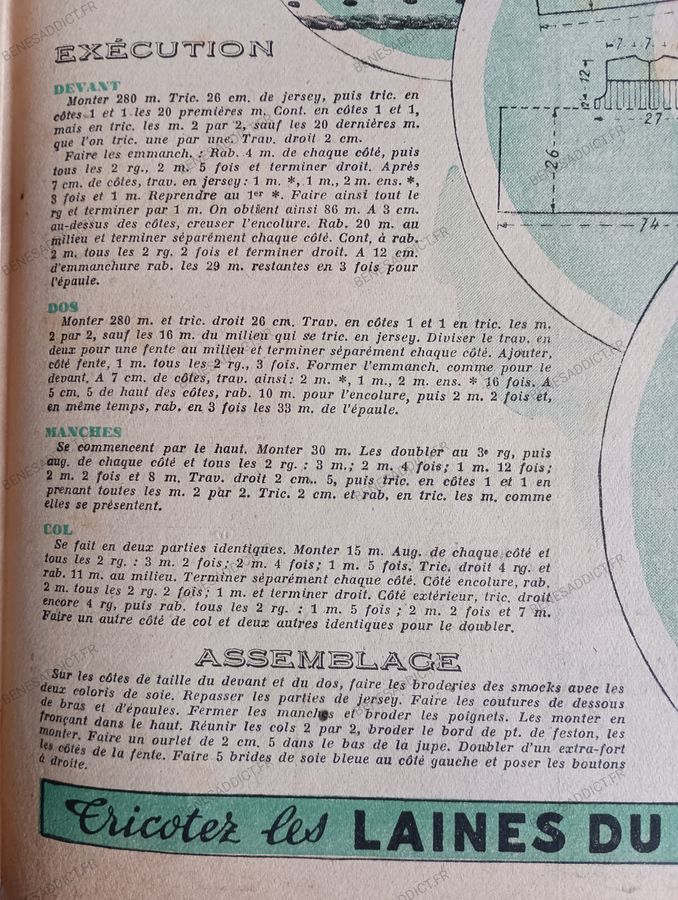 EXÉCUTION
DEVANT
Monter 280 m. Tric. 26 cm. de jersey, puis tric. en
côtes 1 et 1 les 20 premières m. Cont. en côtes 1 et 1,
mais en tric. les m. 2 par 2, sauf les 20 dernières m.
que l'on tric. une par une. Trav. droit 2 cm.
Faire les emmanch. : Rab. 4 m. de chaque côté, puis
tous les 2 rg., 2 m. 5 fois et terminer droit. Après
7 cm. de côtes, trav. en jersey : 1 m. *, 1 m., 2 m. ens. *,
3 fois et 1 m. Reprendre au 1er *. Faire ainsi tout le
rg et terminer par 1 m. On obtient ainsi 86 m. A 3 cm.
au-dessus des côtes, creuser l'encolure. Rab. 20 m. au
milieu et terminer séparément chaque côté. Cont. à rab.
2 m. tous les 2 rg. 2 fois et terminer droit. A 12 cm.
d'emmanchure rab. les 29 m. restantes en 3 fois pour
l'épaule.
DOS
Monter 280 m. et tric. droit 26 cm. Trav. en côtes 1 et 1 en tric. les m.
2 par 2, sauf les 16 m. du milieu qui se tric. en jersey. Diviser le trav. en
deux pour une fente au milieu et terminer séparément chaque côté. Ajouter,
côté fente, 1 m. tous les 2 rg., 3 fois. Former l'emmanch. comme pour le
devant. A 7 cm. de côtes, trav. ainsi : 2 m. *, 1 m., 2 m. ens. * 16 fois. A
5 cm. 5 de haut des côtes, rab. 10 m. pour l'encolure, puis 2 m. 2 fois et,
en même temps, rab. en 3 fois les 33 m. de l'épaule.
MANCHES
Se commencent par le haut. Monter 30 m. Les doubler au 3e rg, puis
aug. de chaque côté et tous les 2 rg. : 3 m. ; 2 m. 4 fois ; 1 m. 12 fois ;
2 m. 2 fois et 8 m. Trav. droit 2 cm.. 5, puis tric. en côtes 1 et 1 en
prenant toutes les m. 2 par 2. Tric. 2 cm. et rab. en tric. les m. comme
elles se présentent.
COL
Se fait en deux parties identiques. Monter 15 m. Aug. de chaque côté et
tous les 2 rg. : 3 m. 2 fois ; 2 m. 4 fois ; 1 m. 5 fois. Tric. droit 4 rg. et
rab. 11 m. au milieu. Terminer séparément chaque côté. Côté encolure, rab.
2 m. tous les 2 rg. 2 fois ; 1 m. et terminer droit. Côté extérieur, tric. droit
encore 4 rg, puis rab. tous les 2 rg. : 1 m. 5 fois ; 2 m. 2 fois et 7 m.
Faire un autre côté de col et deux autres identiques pour le doubler.
ASSEMBLAGE
Sur les côtes de taille du devant et du dos, faire les broderies des smocks avec les
deux coloris de soie. Repasser les parties de jersey. Faire les coutures de dessous
de bras et d'épaules. Fermer les manches et broder les poignets. Les monter en
fronçant dans le haut. Réunir les cols 2 par 2, broder le bord de pt. de feston, les
monter. Faire un ourlet de 2 cm. 5 dans le bas de la jupe. Doubler d'un extra-fort
les côtés de la fente. Faire 5 brides de soie bleue au côté gauche et poser les boutons
à droite.
Tricotez les LAINES DU
7 7
12
27
26
74
BENESADDICT.FR